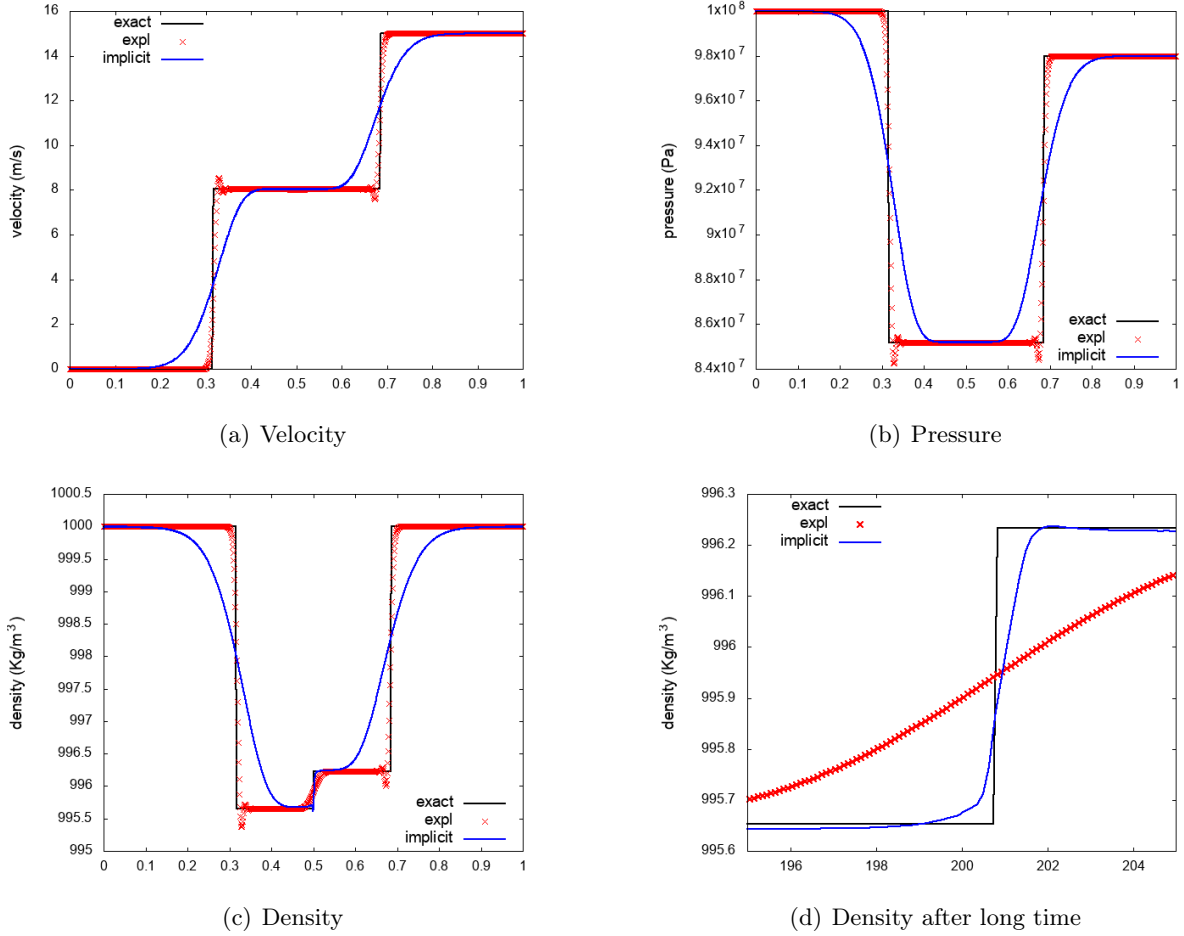 velocity (m/s)
16
14
12
10
8
6
4
2
0
0 0.1 0.2 0.3 0.4 0.5 0.6 0.7 0.8 0.9 1
exact
expl
implicit
(a) Velocity
pressure (Pa)
1x10^8
9.8x10^7
9.6x10^7
9.4x10^7
9.2x10^7
9x10^7
8.8x10^7
8.6x10^7
8.4x10^7
0 0.1 0.2 0.3 0.4 0.5 0.6 0.7 0.8 0.9 1
exact
expl
implicit
(b) Pressure
density (Kg/m^3)
1000.5
1000
999.5
999
998.5
998
997.5
997
996.5
996
995.5
995
0 0.1 0.2 0.3 0.4 0.5 0.6 0.7 0.8 0.9 1
exact
expl
implicit
(c) Density
density (Kg/m^3)
996.3
996.2
996.1
996
995.9
995.8
995.7
995.6
196 198 200 202 204
exact
expl
implicit
(d) Density after long time